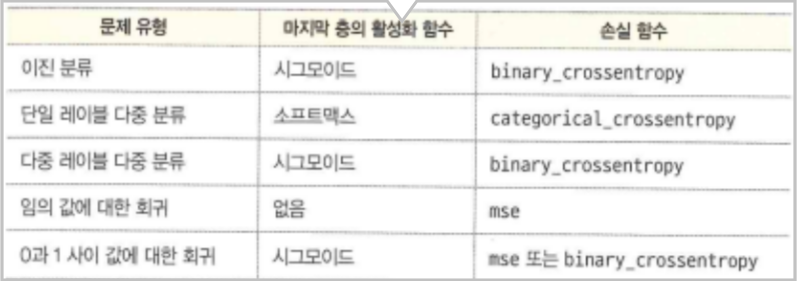 문제 유형 마지막 층의 활성화 함수 손실 함수
이진 분류 시그모이드 binary_crossentropy
단일 레이블 다중 분류 소프트맥스 categorical_crossentropy
다중 레이블 다중 분류 시그모이드 binary_crossentropy
임의 값에 대한 회귀 없음 mse
0과 1 사이 값에 대한 회귀 시그모이드 mse 또는 binary_crossentropy